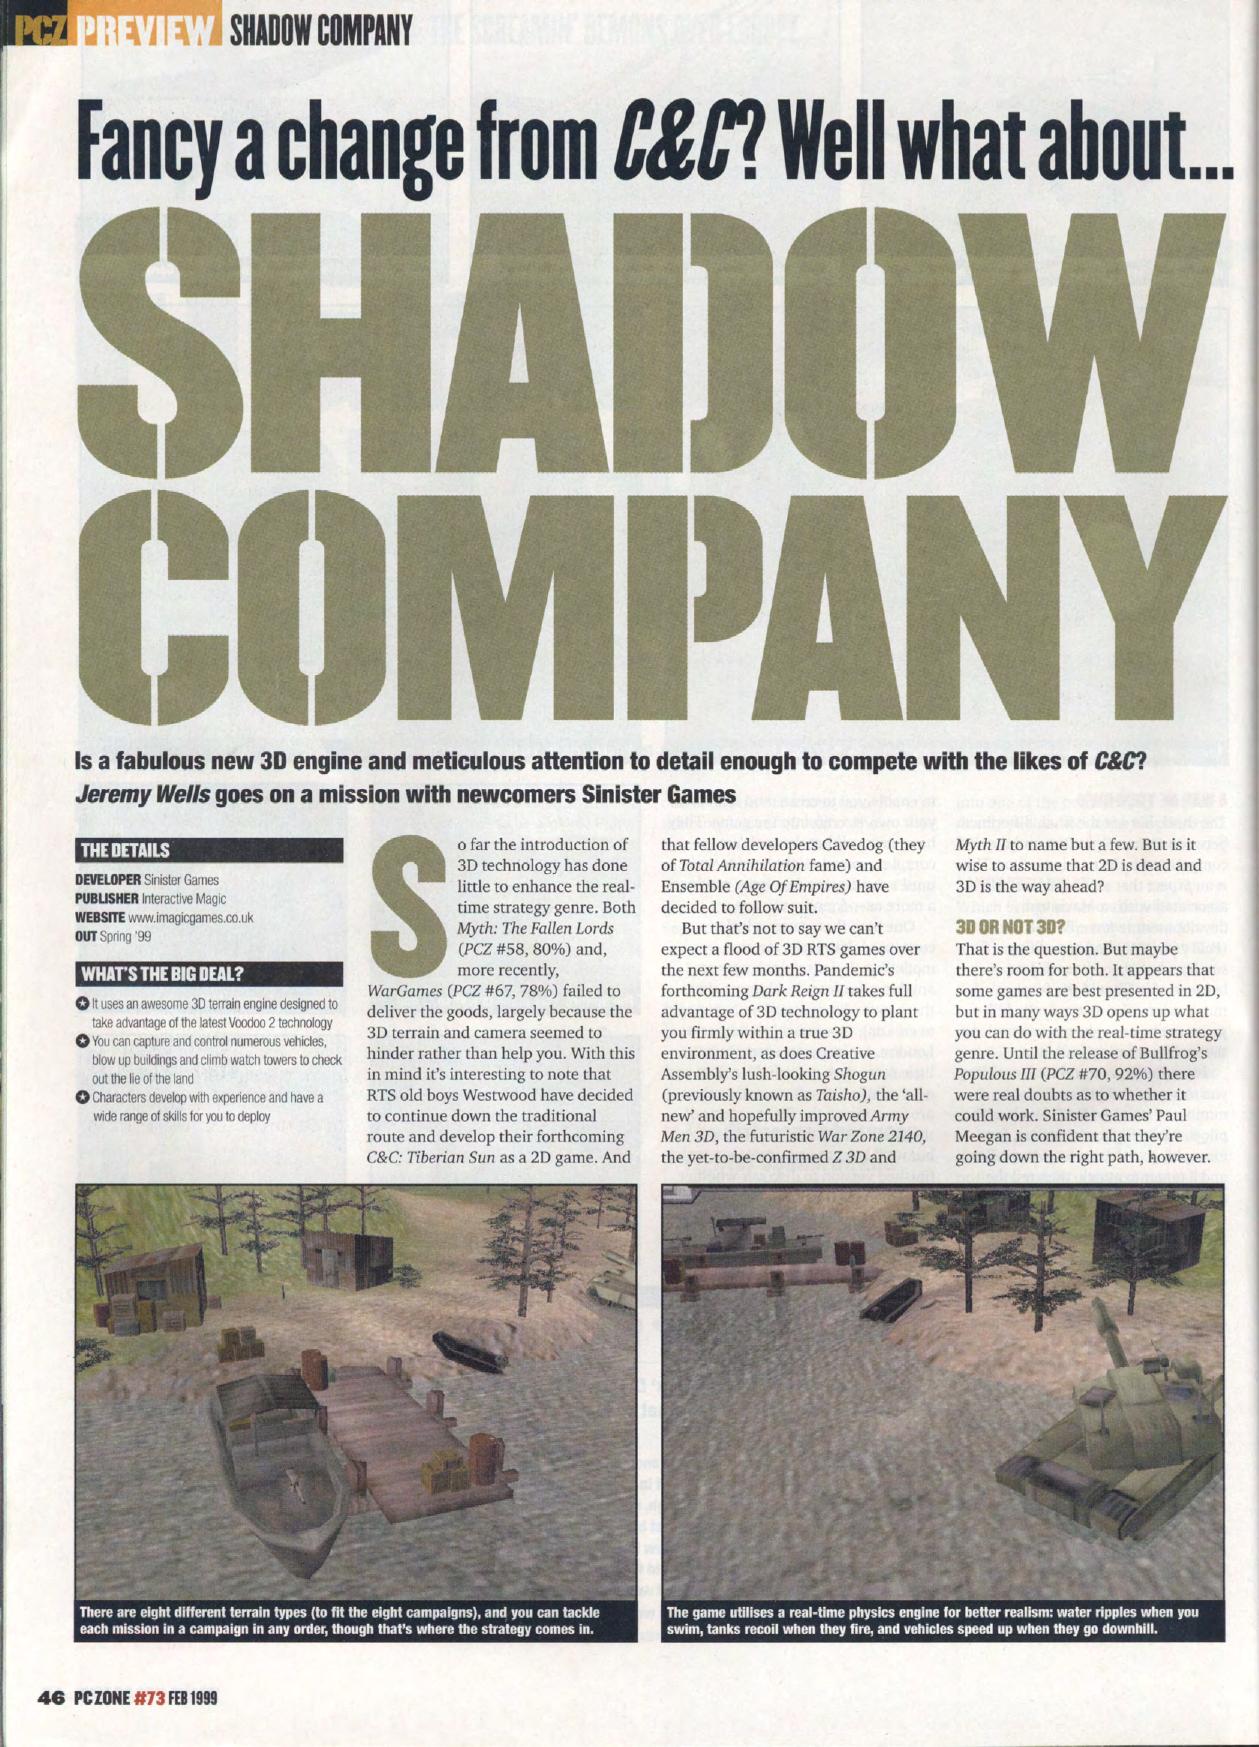 PCZ PREVIEW SHADOW COMPANY
Fancy a change from C&C? Well what about...
SHADOW
COMPANY
Is a fabulous new 3D engine and meticulous attention to detail enough to compete with the likes of C&C?
Jeremy Wells goes on a mission with newcomers Sinister Games
THE DETAILS
DEVELOPER Sinister Games
PUBLISHER Interactive Magic
WEBSITE www.imagicgames.co.uk
OUT Spring '99
WHAT'S THE BIG DEAL?
It uses an awesome 3D terrain engine designed to
take advantage of the latest Voodoo 2 technology
You can capture and control numerous vehicles,
blow up buildings and climb watch towers to check
out the lie of the land
Characters develop with experience and have a
wide range of skills for you to deploy
So far the introduction of
3D technology has done
little to enhance the real-
time strategy genre. Both
Myth: The Fallen Lords
(PCZ #58, 80%) and,
more recently,
WarGames (PCZ #67, 78%) failed to
deliver the goods, largely because the
3D terrain and camera seemed to
hinder rather than help you. With this
in mind it's interesting to note that
RTS old boys Westwood have decided
to continue down the traditional
route and develop their forthcoming
C&C: Tiberian Sun as a 2D game. And
that fellow developers Cavedog (they
of Total Annihilation fame) and
Ensemble (Age Of Empires) have
decided to follow suit.
But that's not to say we can't
expect a flood of 3D RTS games over
the next few months. Pandemic's
forthcoming Dark Reign II takes full
advantage of 3D technology to plant
you firmly within a true 3D
environment, as does Creative
Assembly's lush-looking Shogun
(previously known as Taisho), the 'all-
new' and hopefully improved Army
Men 3D, the futuristic War Zone 2140,
the yet-to-be-confirmed Z 3D and
Myth II to name but a few. But is it
wise to assume that 2D is dead and
3D is the way ahead?
3D OR NOT 3D?
That is the question. But maybe
there's room for both. It appears that
some games are best presented in 2D,
but in many ways 3D opens up what
you can do with the real-time strategy
genre. Until the release of Bullfrog's
Populous III (PCZ #70, 92%) there
were real doubts as to whether it
could work. Sinister Games' Paul
Meegan is confident that they're
going down the right path, however.
There are eight different terrain types (to fit the eight campaigns), and you can tackle
each mission in a campaign in any order, though that's where the strategy comes in.
The game utilises a real-time physics engine for better realism: water ripples when you
swim, tanks recoil when they fire, and vehicles speed up when they go downhill.
46 PC ZONE #73 FEB 1999